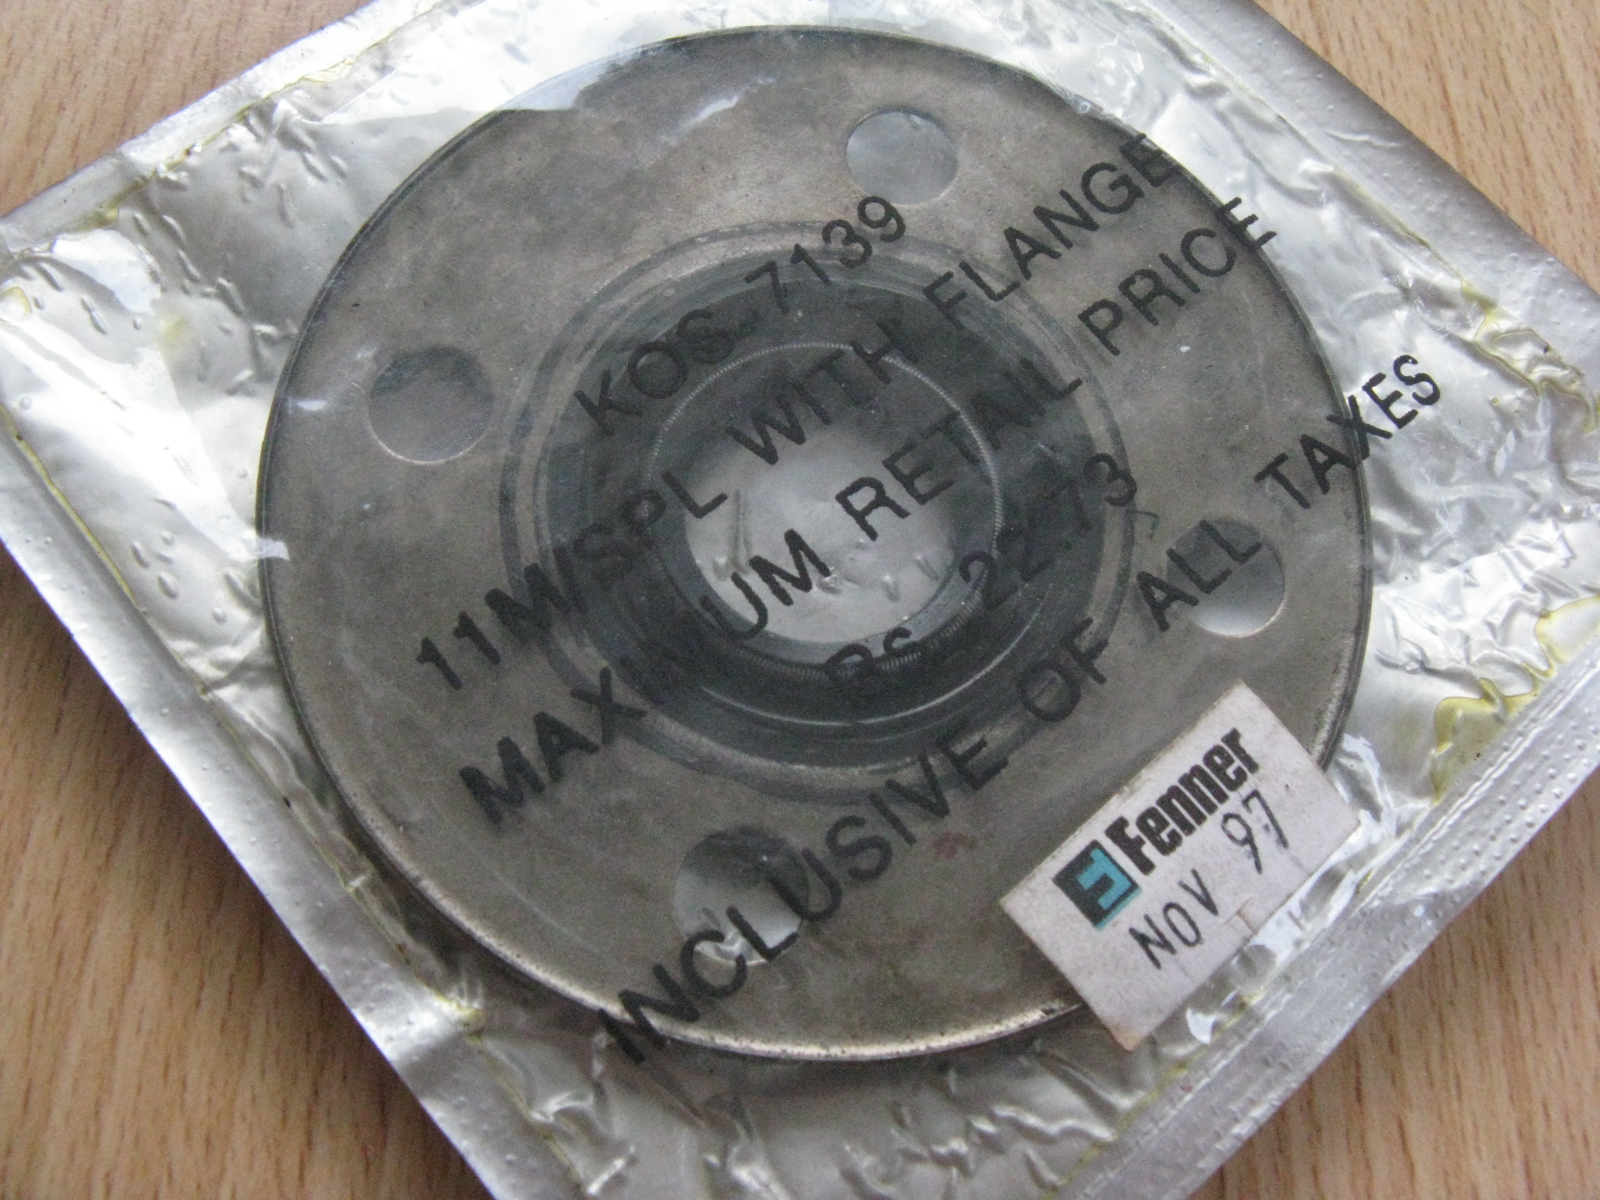 KOS 7139
11M/SPL WITH FLANGE
MAXIMUM RETAIL PRICE
RS 22.73
INCLUSIVE OF ALL TAXES
Fenner
NOV 97